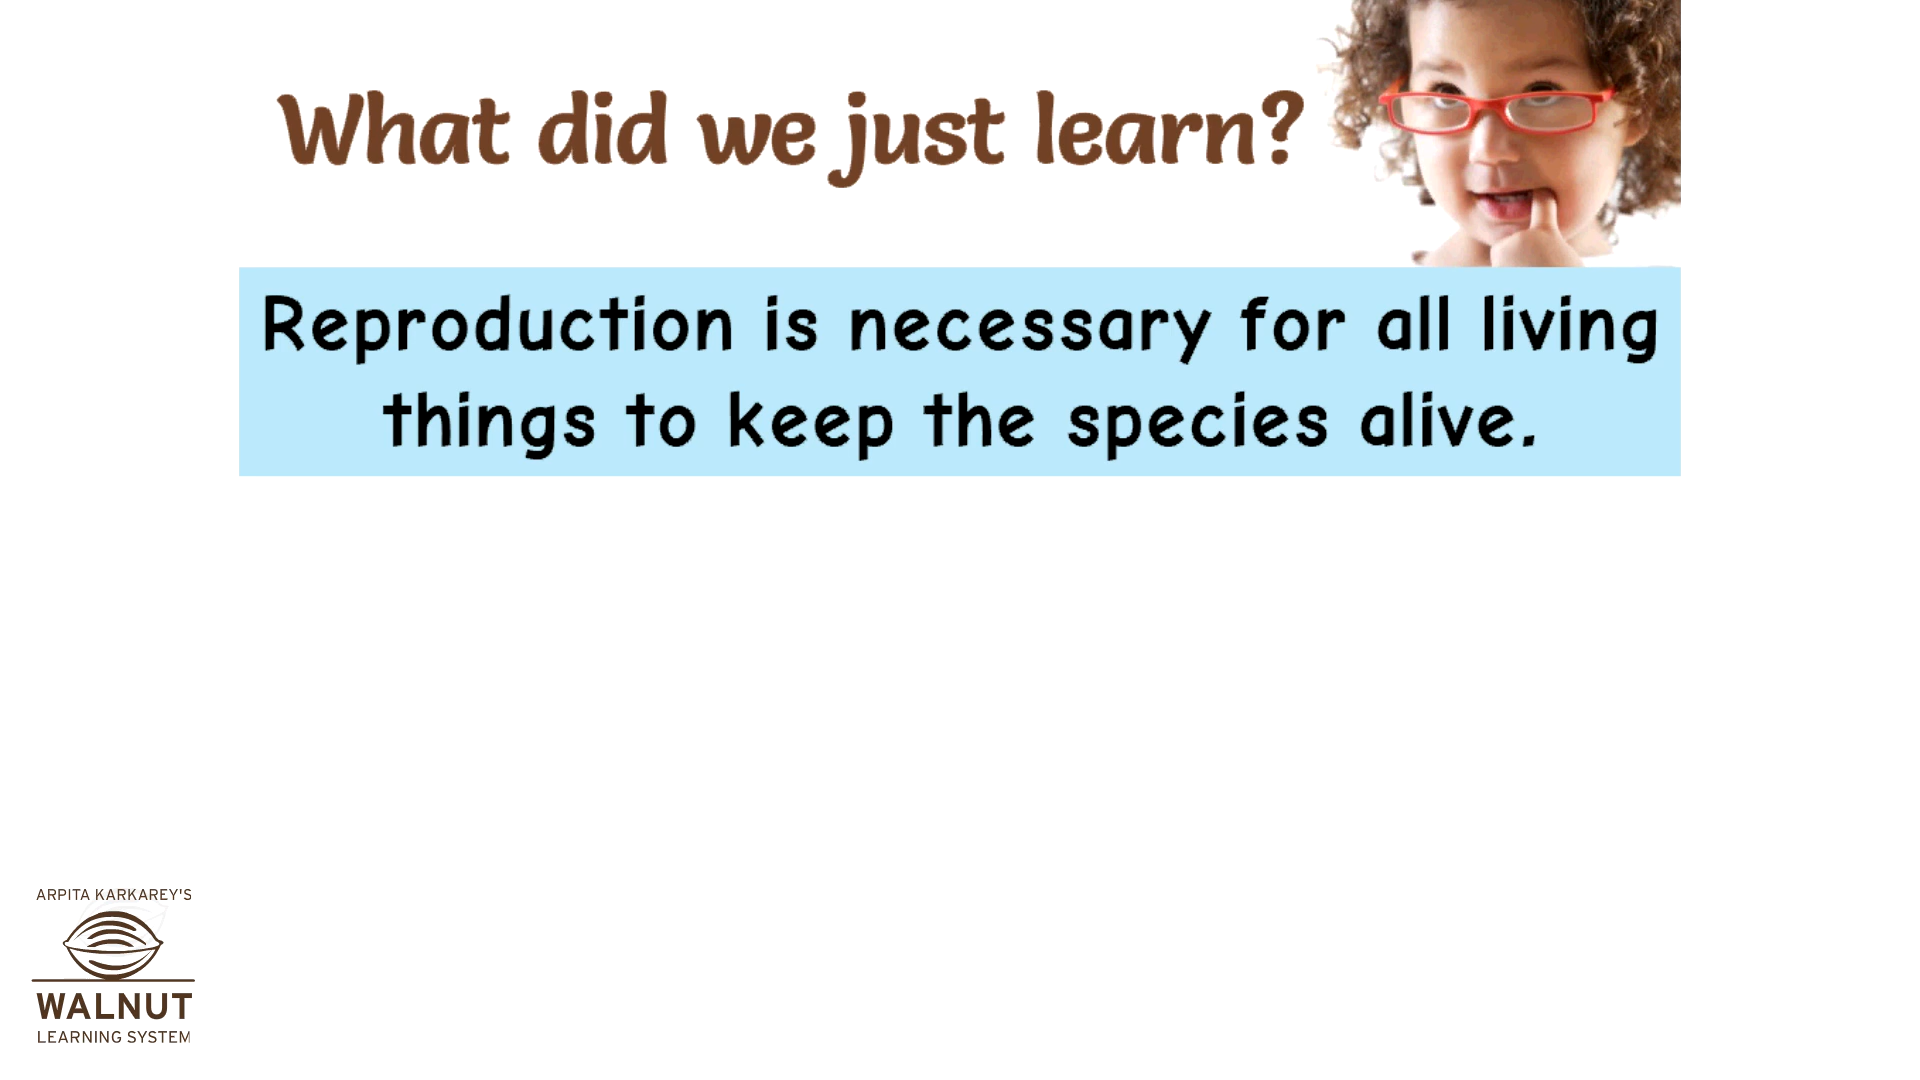 What did we just learn?
Reproduction is necessary for all living
things to keep the species alive.
ARPITA KARKAREY'S
WALNUT
LEARNING SYSTEM